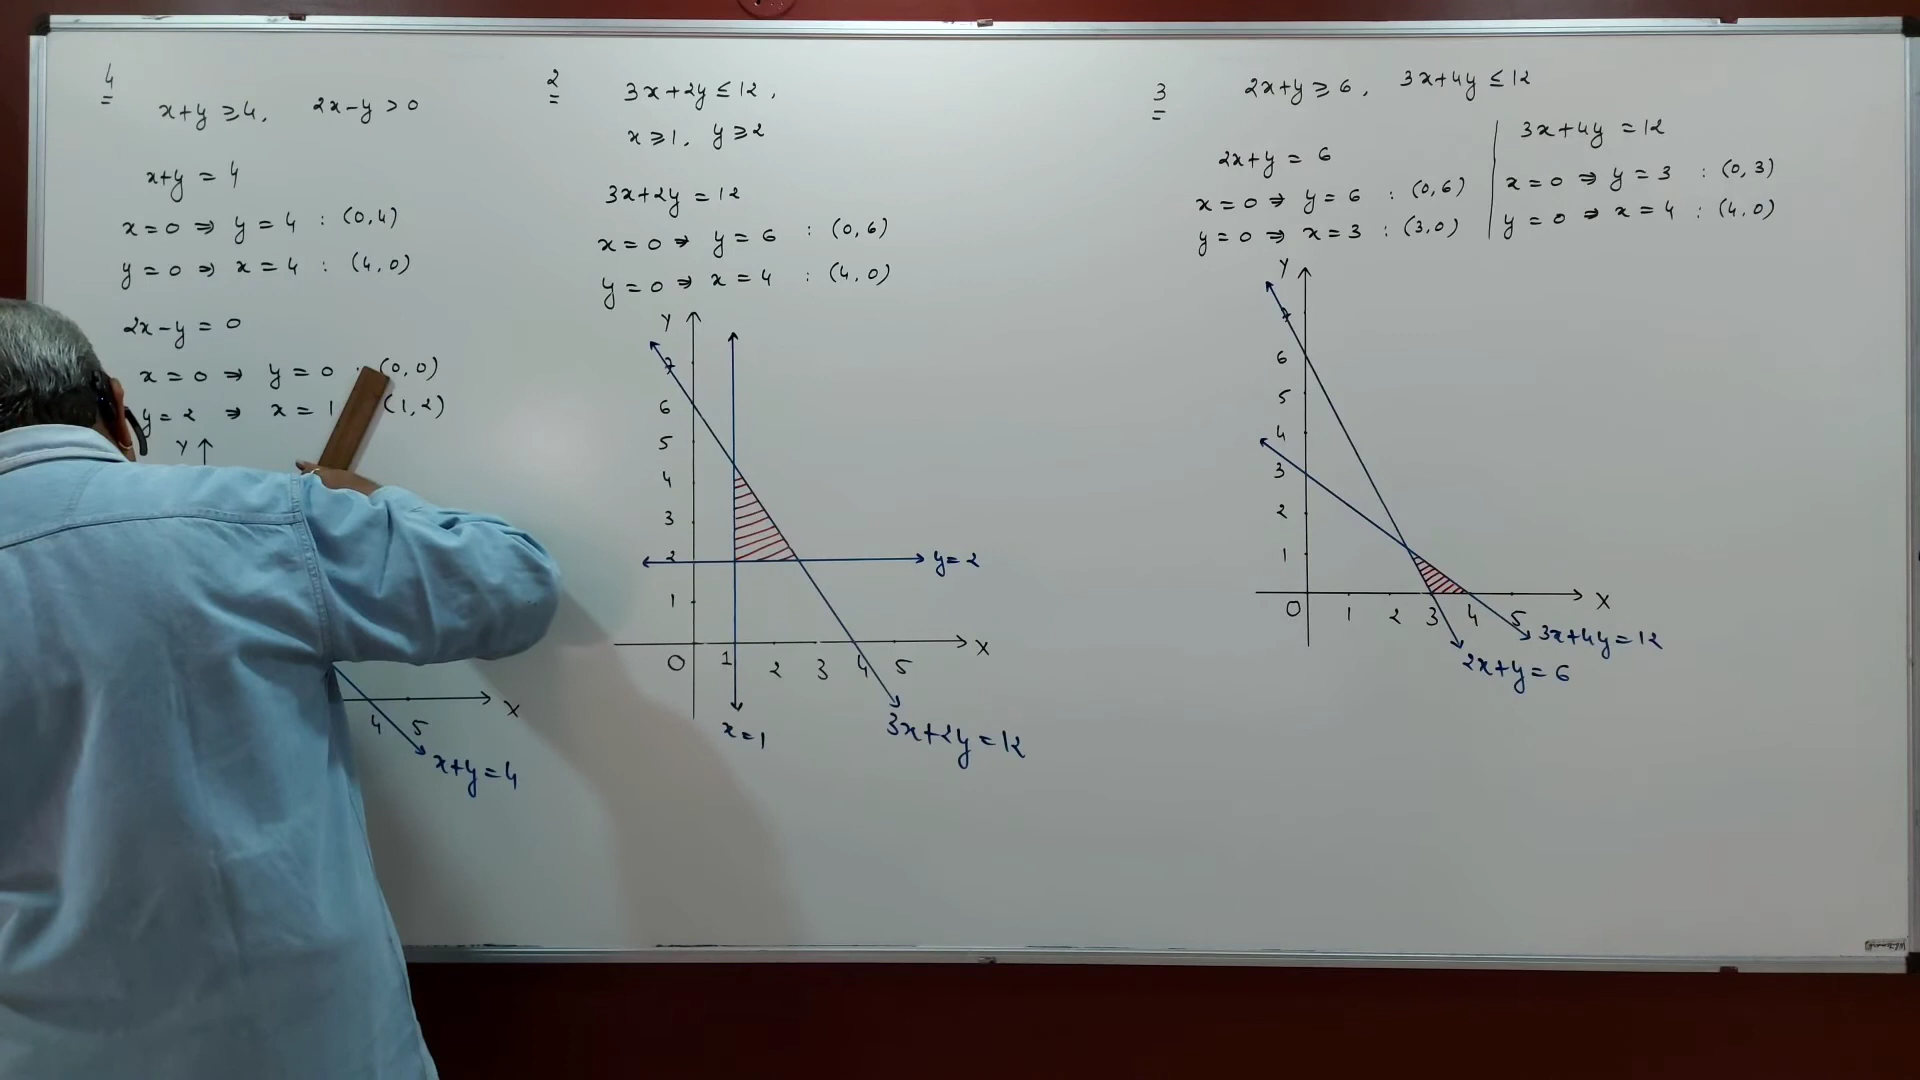 4
x+y ≥ 4, 2x-y > 0
x+y = 4
x=0 ⇒ y = 4 : (0,4)
y = 0 ⇒ x = 4 : (4,0)
2x-y = 0
x = 0 ⇒ y = 0 : (0,0)
y = 2 ⇒ x = 1 (1,2)
Y
4 5 X
x+y = 4
2
3x+2y ≤ 12,
x ≥ 1, y ≥ 2
3x+2y = 12
x = 0 ⇒ y = 6 : (0,6)
y = 0 ⇒ x = 4 : (4,0)
Y
7
6
5
4
3
2 y = 2
1
0 1 2 3 4 5 X
x = 1 3x+2y = 12
3
2x+y ≥ 6, 3x+4y ≤ 12
2x+y = 6
x = 0 ⇒ y = 6 : (0,6)
y = 0 ⇒ x = 3 : (3,0)
3x+4y = 12
x = 0 ⇒ y = 3 : (0,3)
y = 0 ⇒ x = 4 : (4,0)
Y
7
6
5
4
3
2
1
0 1 2 3 4 5 X
3x+4y = 12
2x+y = 6